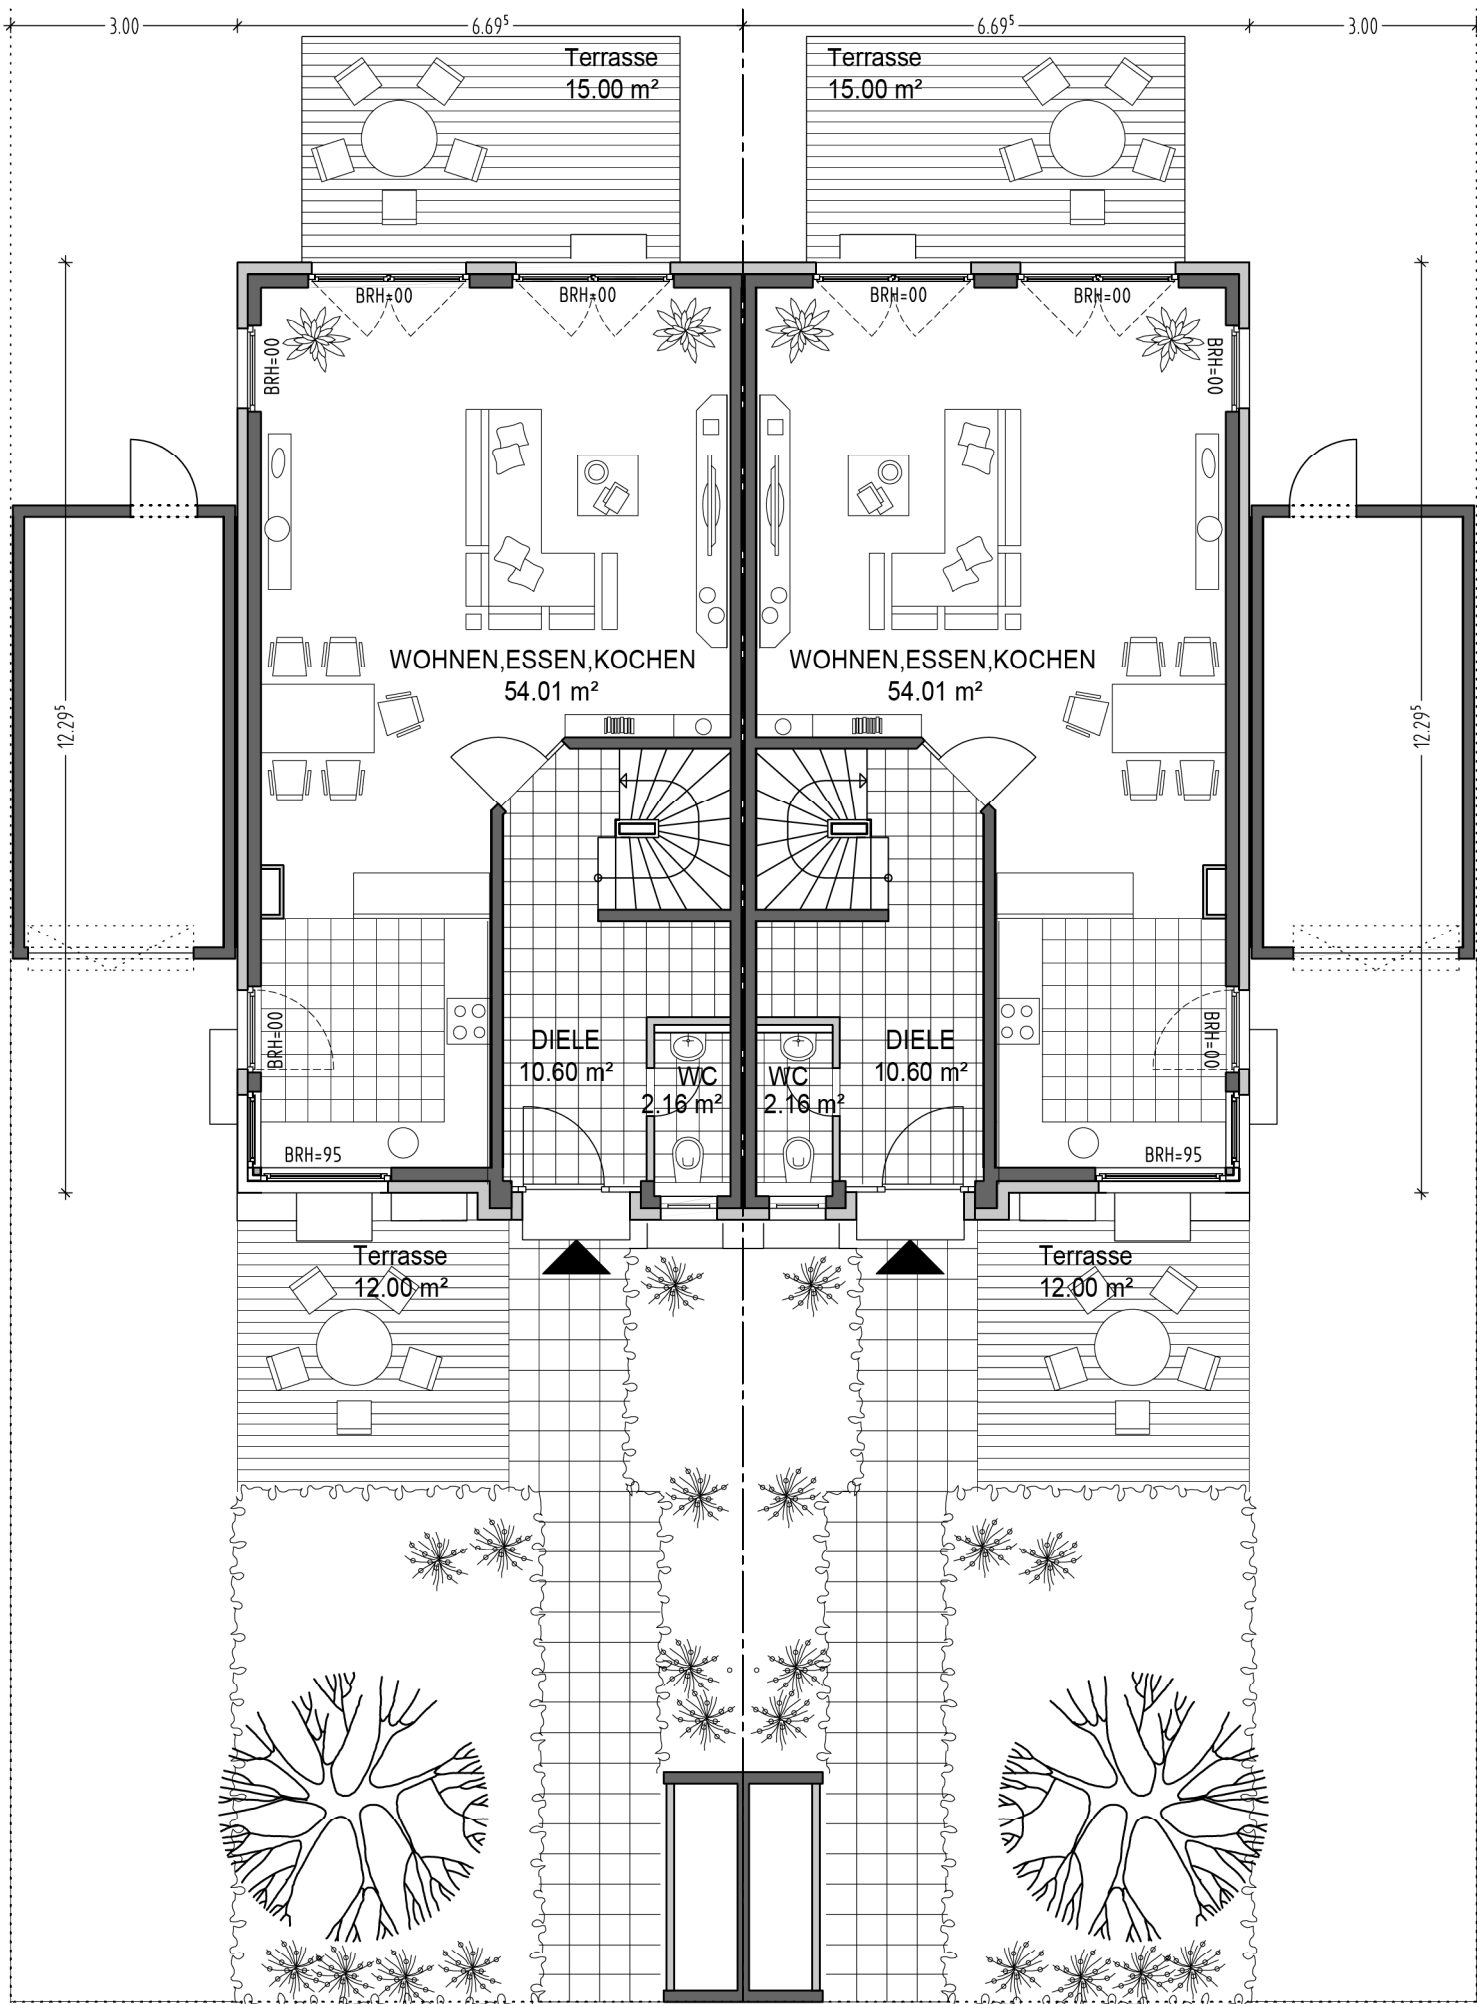 3.00
6.69⁵
6.69⁵
3.00
Terrasse
15.00 m²
Terrasse
15.00 m²
BRH=00
BRH=00
BRH=00
BRH=00
BRH=00
BRH=00
WOHNEN,ESSEN,KOCHEN
54.01 m²
WOHNEN,ESSEN,KOCHEN
54.01 m²
12.29⁵
12.29⁵
BRH=00
DIELE
10.60 m²
WC
2.16 m²
WC
2.16 m²
DIELE
10.60 m²
BRH=00
BRH=95
BRH=95
Terrasse
12.00 m²
Terrasse
12.00 m²